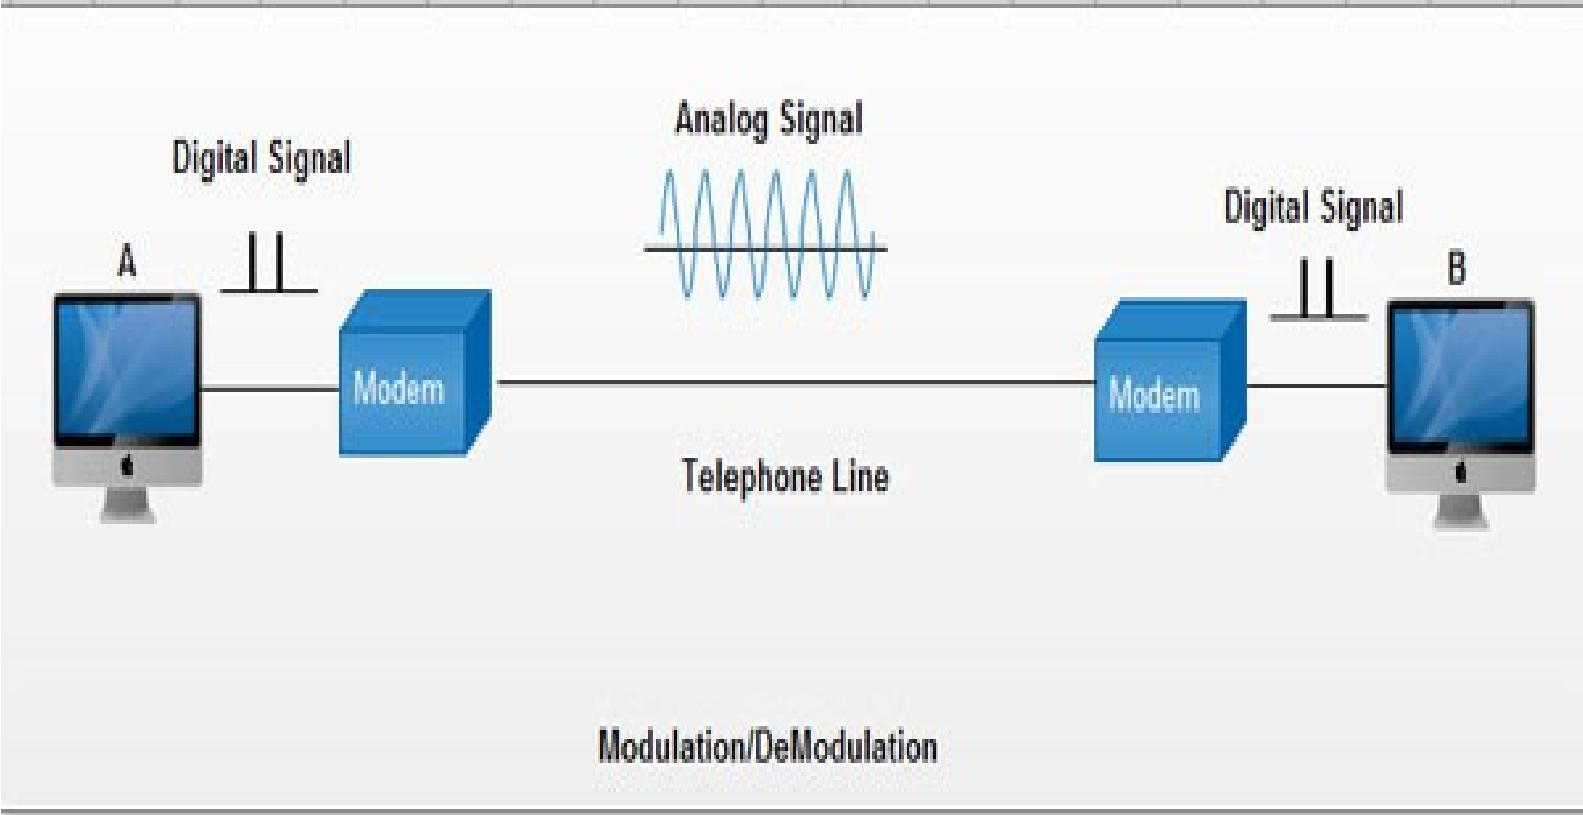 Analog Signal
Digital Signal
Digital Signal
A
B
Modem
Modem
Telephone Line
Modulation/DeModulation